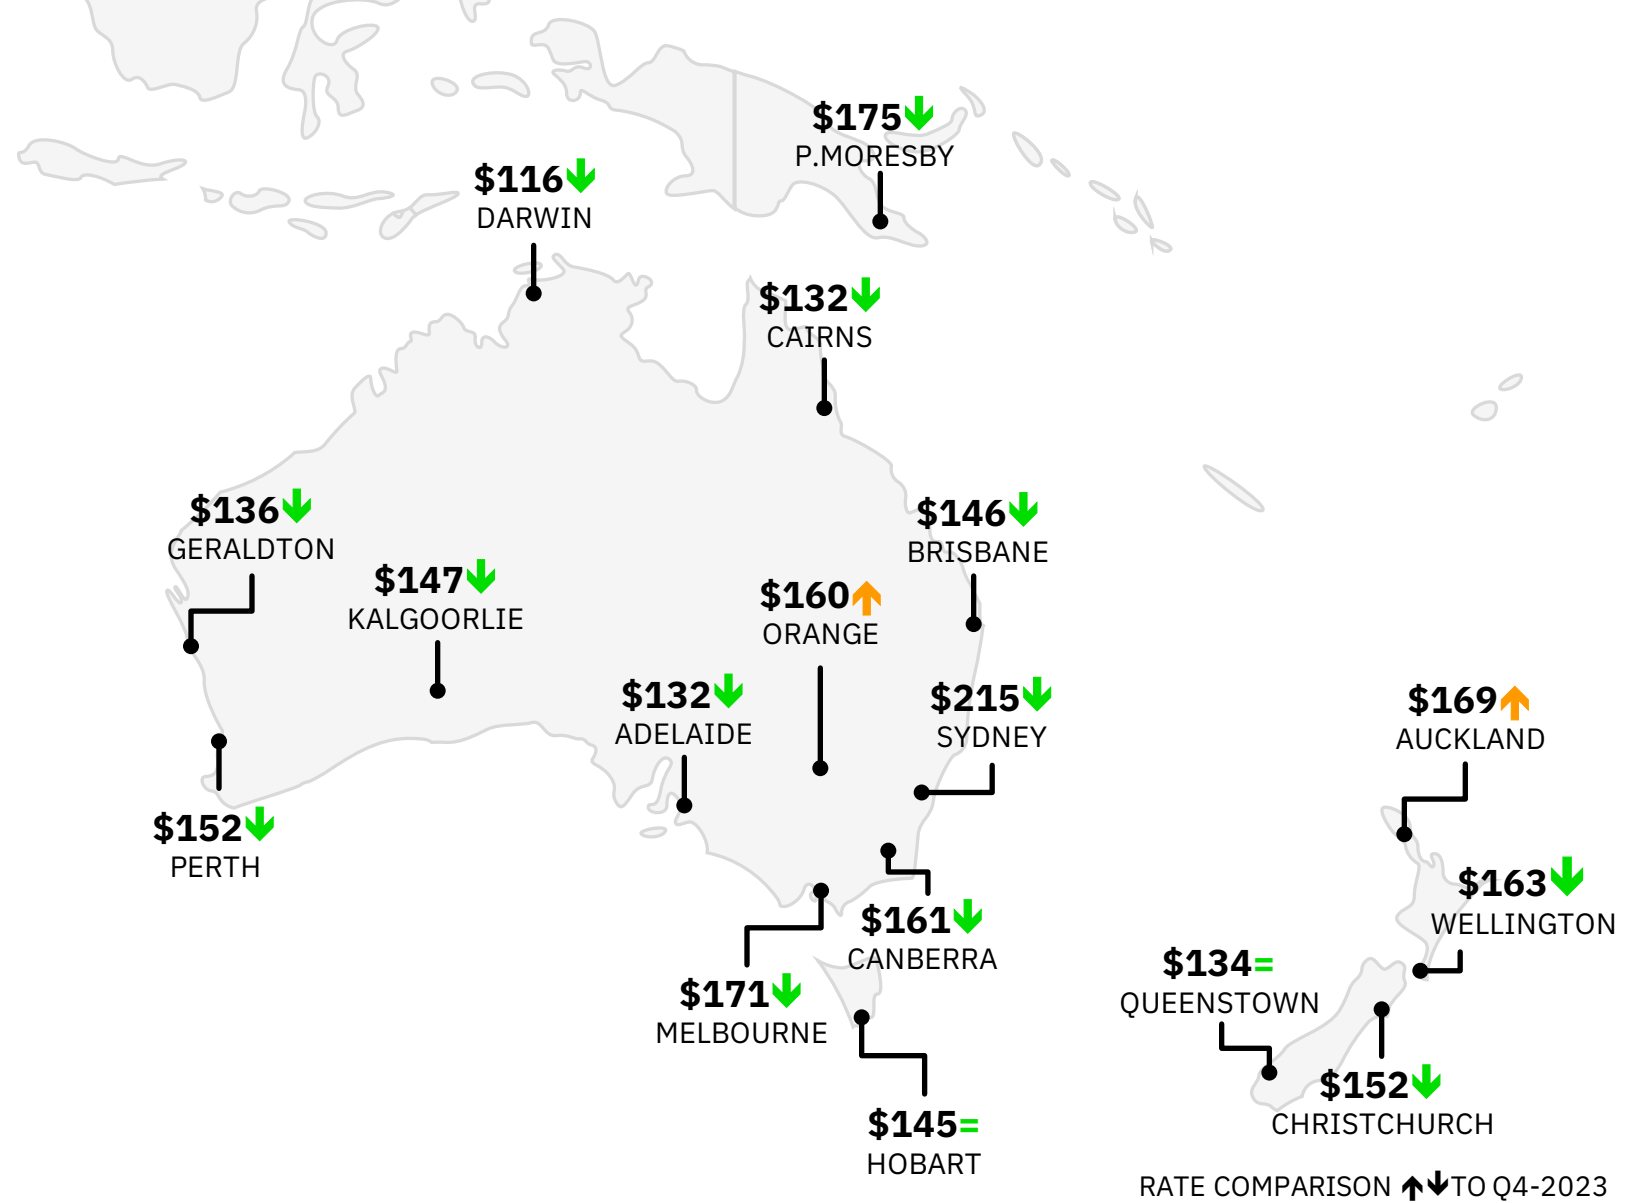 $175↓
P.MORESBY
$116↓
DARWIN
$132↓
CAIRNS
$136↓
GERALDTON
$147↓
KALGOORLIE
$146↓
BRISBANE
$160↑
ORANGE
$132↓
ADELAIDE
$215↓
SYDNEY
$169↑
AUCKLAND
$152↓
PERTH
$163↓
WELLINGTON
$161↓
CANBERRA
$171↓
MELBOURNE
$134=
QUEENSTOWN
$152↓
CHRISTCHURCH
$145=
HOBART
RATE COMPARISON ↑↓TO Q4-2023